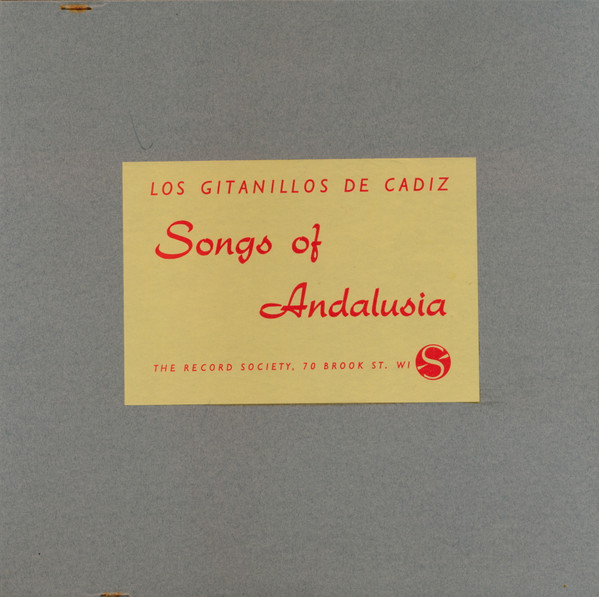 LOS GITANILLOS DE CADIZ
Songs of
Andalusia
THE RECORD SOCIETY, 70 BROOK ST. W1 S